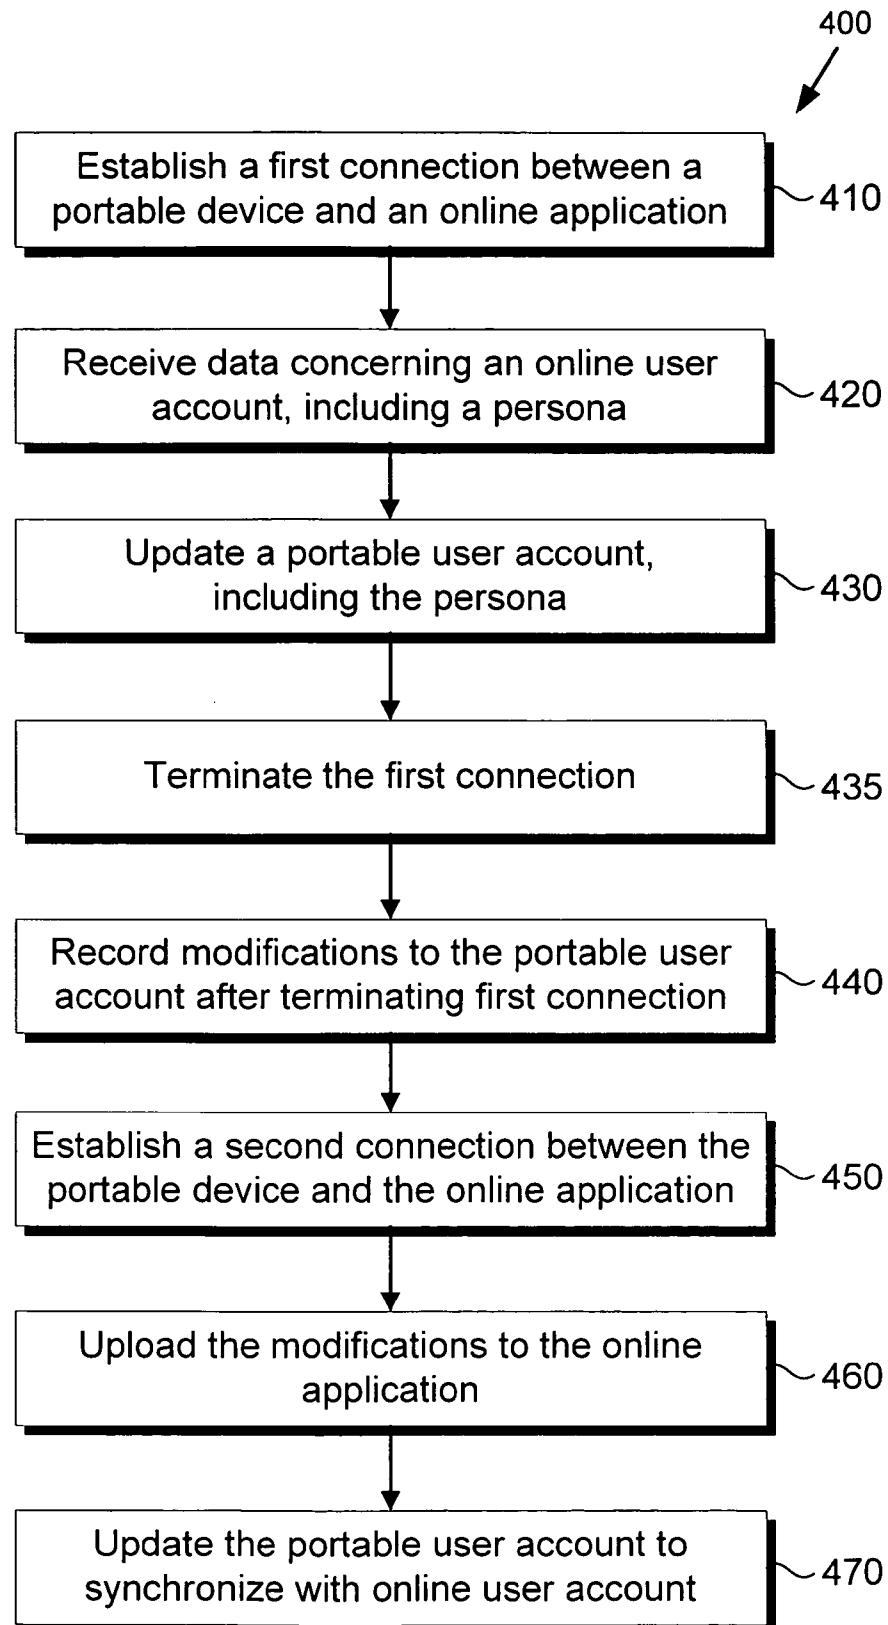 400
Establish a first connection between a
portable device and an online application
410
Receive data concerning an online user
account, including a persona
420
Update a portable user account,
including the persona
430
Terminate the first connection
435
Record modifications to the portable user
account after terminating first connection
440
Establish a second connection between the
portable device and the online application
450
Upload the modifications to the online
application
460
Update the portable user account to
synchronize with online user account
470